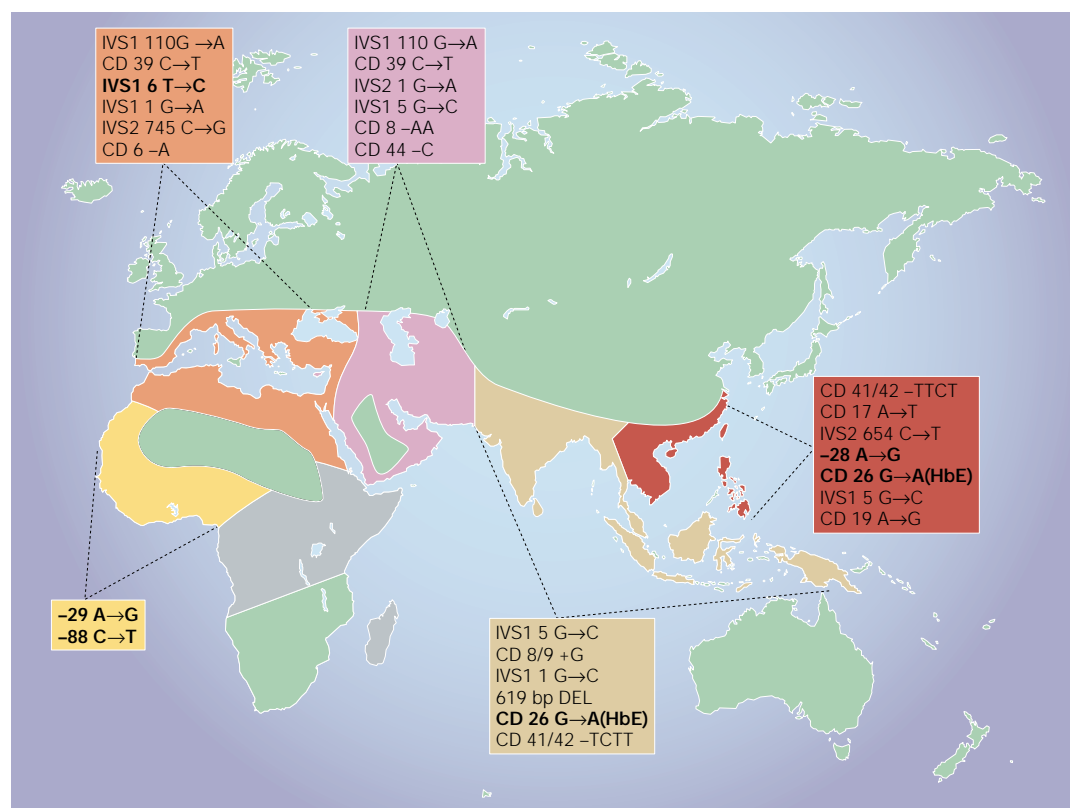 IVS1 110G →A
CD 39 C→T
IVS1 6 T→C
IVS1 1 G→A
IVS2 745 C→G
CD 6 –A
IVS1 110 G→A
CD 39 C→T
IVS2 1 G→A
IVS1 5 G→C
CD 8 –AA
CD 44 –C
CD 41/42 –TTCT
CD 17 A→T
IVS2 654 C→T
–28 A→G
CD 26 G→A(HbE)
IVS1 5 G→C
CD 19 A→G
–29 A→G
–88 C→T
IVS1 5 G→C
CD 8/9 +G
IVS1 1 G→C
619 bp DEL
CD 26 G→A(HbE)
CD 41/42 –TCTT